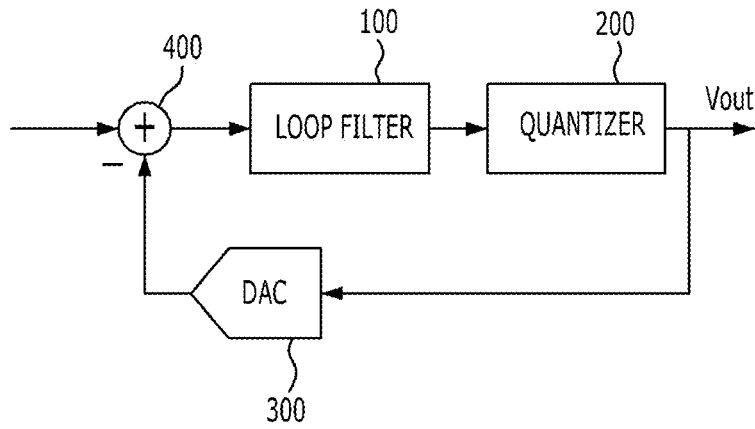 400
100
200
+
LOOP FILTER
QUANTIZER
Vout
−
DAC
300